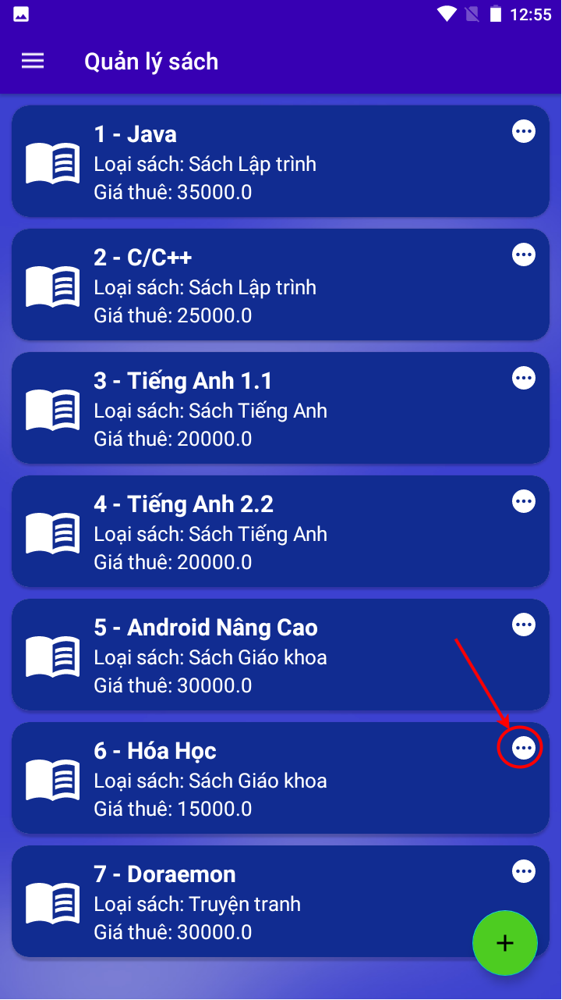 12:55
Quản lý sách
1 - Java
Loại sách: Sách Lập trình
Giá thuê: 35000.0
2 - C/C++
Loại sách: Sách Lập trình
Giá thuê: 25000.0
3 - Tiếng Anh 1.1
Loại sách: Sách Tiếng Anh
Giá thuê: 20000.0
4 - Tiếng Anh 2.2
Loại sách: Sách Tiếng Anh
Giá thuê: 20000.0
5 - Android Nâng Cao
Loại sách: Sách Giáo khoa
Giá thuê: 30000.0
6 - Hóa Học
Loại sách: Sách Giáo khoa
Giá thuê: 15000.0
7 - Doraemon
Loại sách: Truyện tranh
Giá thuê: 30000.0